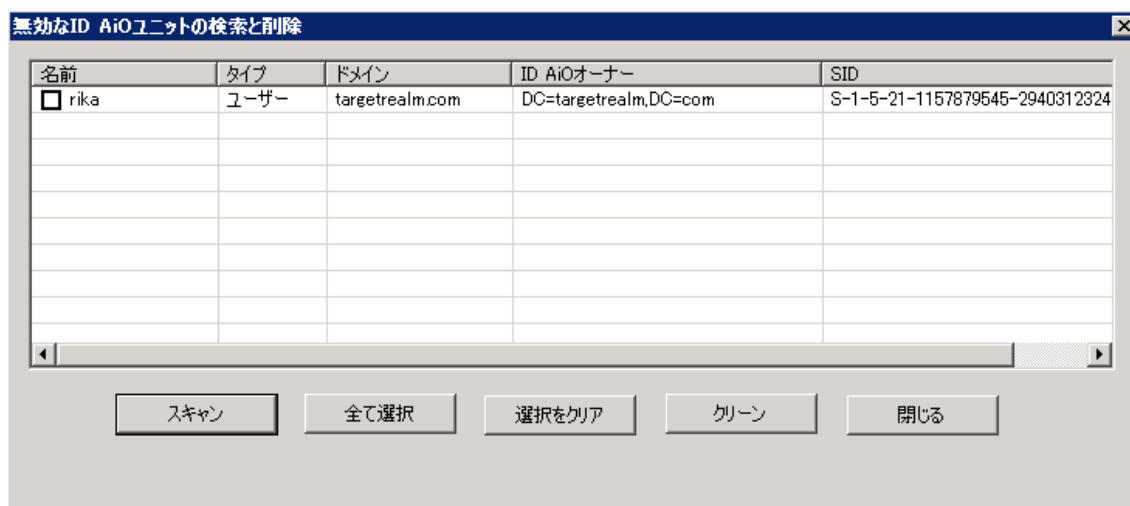 無効なID AiOユニットの検索と削除
名前 タイプ ドメイン ID AiOオーナー SID
rika ユーザー targetrealm.com DC=targetrealm,DC=com S-1-5-21-1157879545-2940312324
スキャン 全て選択 選択をクリア クリーン 閉じる